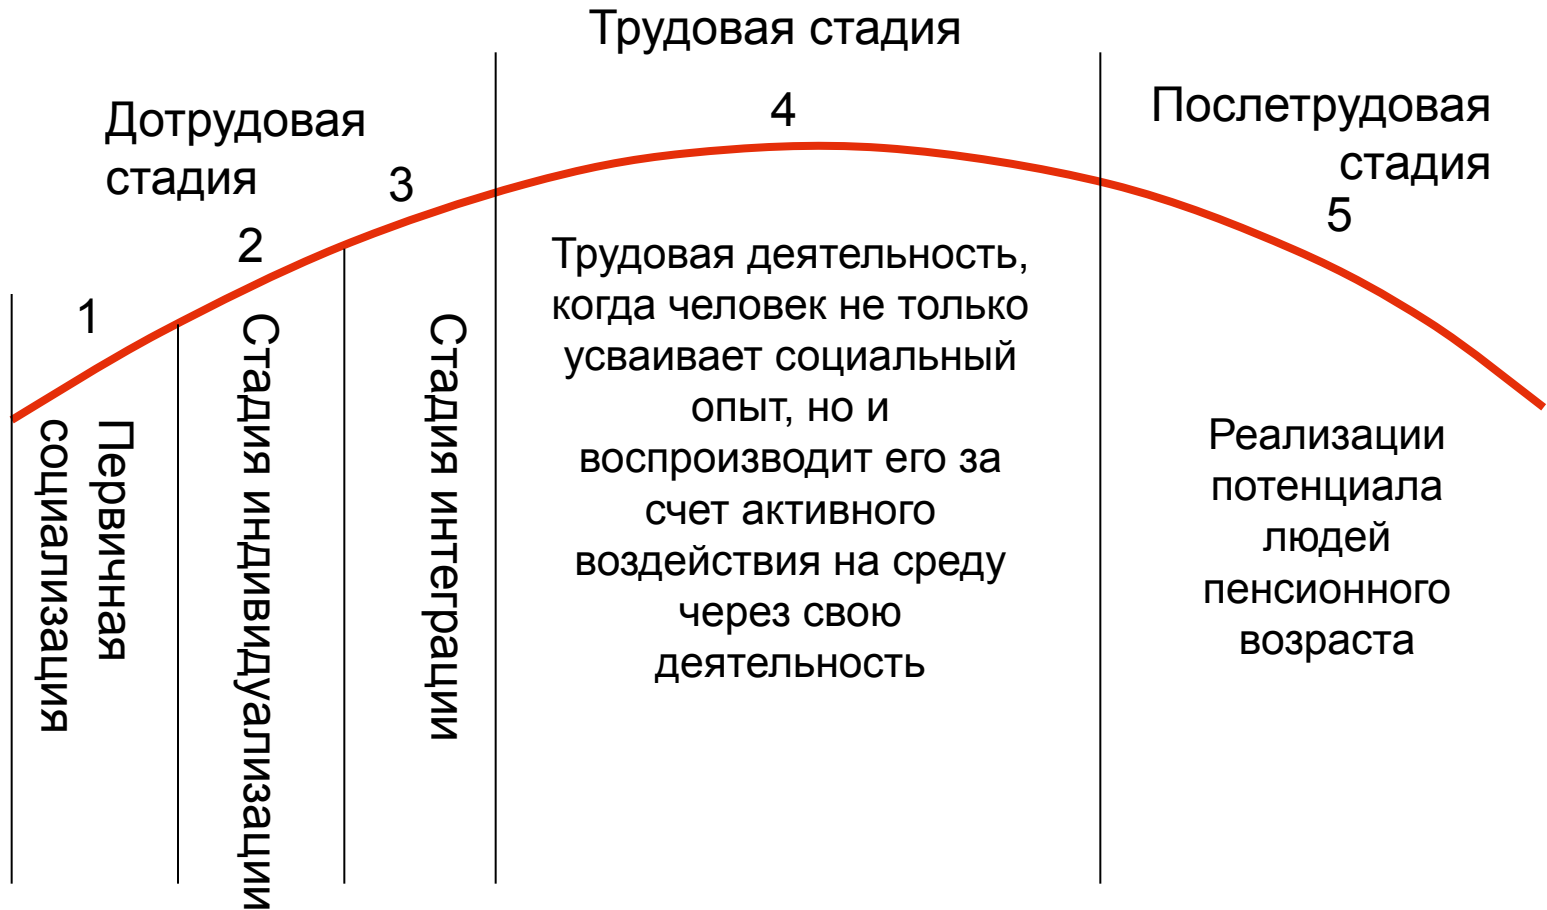 Трудовая стадия
Дотрудовая
стадия
1
2
3
4
Послетрудовая
стадия
5
Первичная
социализация
Стадия индивидуализации
Стадия интеграции
Трудовая деятельность,
когда человек не только
усваивает социальный
опыт, но и
воспроизводит его за
счет активного
воздействия на среду
через свою
деятельность
Реализации
потенциала
людей
пенсионного
возраста